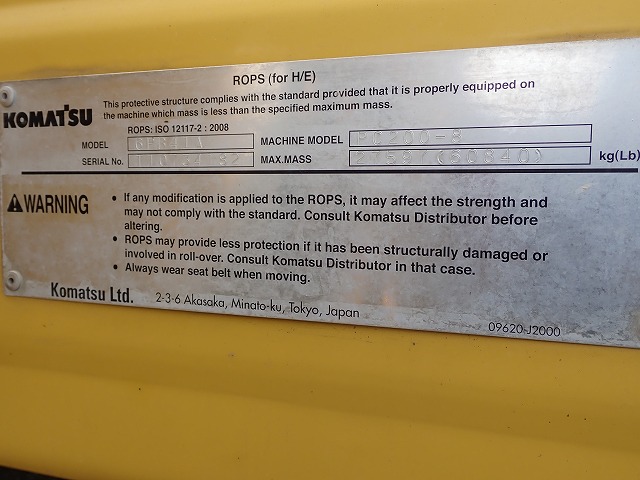 ROPS (for H/E)
KOMATSU
This protective structure complies with the standard provided that it is properly equipped on
the machine which mass is less than the specified maximum mass.
ROPS: ISO 12117-2 : 2008
MODEL MACHINE MODEL PC200-8
SERIAL No. MAX.MASS kg(Lb)
⚠WARNING
• If any modification is applied to the ROPS, it may affect the strength and
may not comply with the standard. Consult Komatsu Distributor before
altering.
• ROPS may provide less protection if it has been structurally damaged or
involved in roll-over. Consult Komatsu Distributor in that case.
• Always wear seat belt when moving.
Komatsu Ltd. 2-3-6 Akasaka, Minato-ku, Tokyo, Japan
09620-J2000